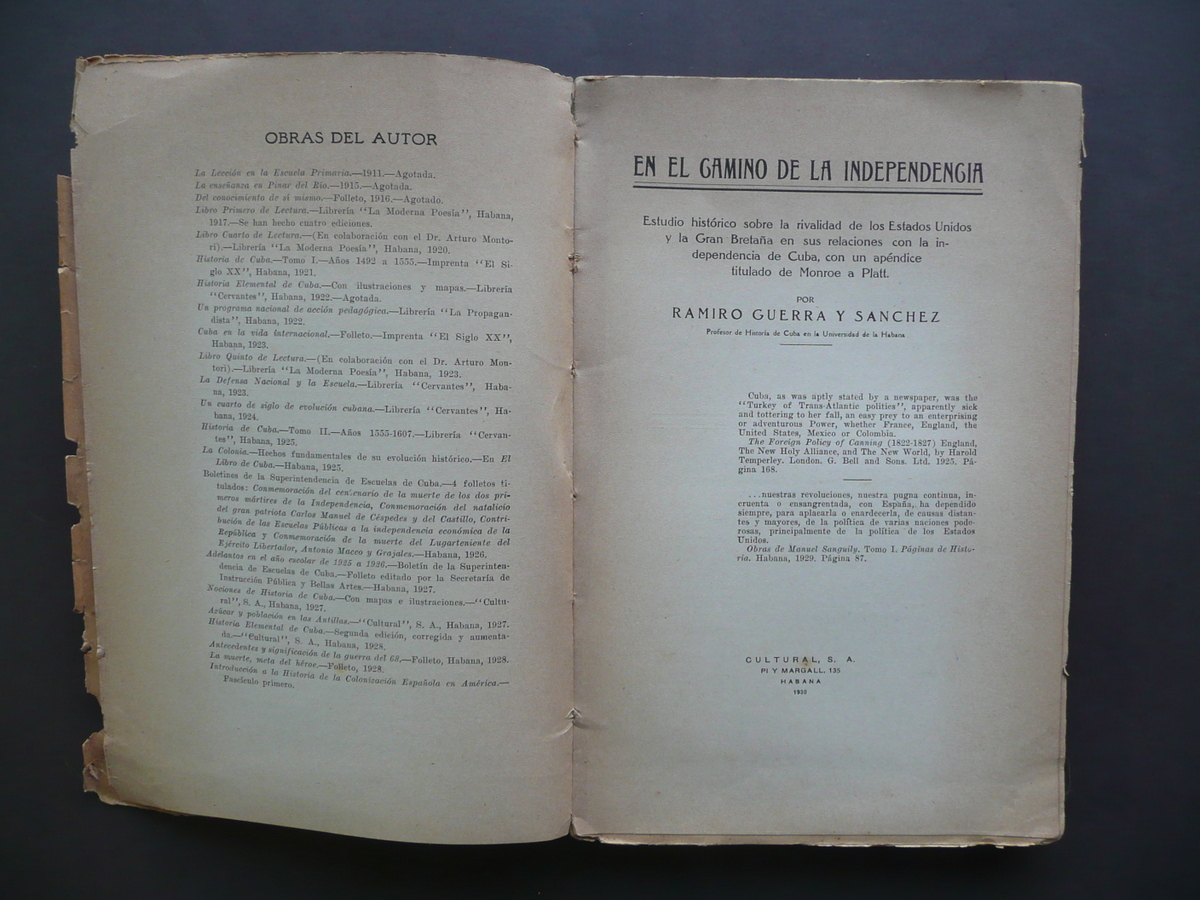 OBRAS DEL AUTOR
La Lección en la Escuela Primaria.—1911.—Agotada.
La enseñanza en Pinar del Río.—1915.—Agotada.
Del conocimiento de sí mismo.—Folleto, 1916.—Agotado.
Libro Primero de Lectura.—Librería "La Moderna Poesía", Habana,
1917.—Se han hecho cuatro ediciones.
Libro Cuarto de Lectura.—(En colaboración con el Dr. Arturo Monto-
ri).—Librería "La Moderna Poesía", Habana, 1920.
Historia de Cuba.—Tomo I.—Años 1492 a 1555.—Imprenta "El Si-
glo XX", Habana, 1921.
Historia Elemental de Cuba.—Con ilustraciones y mapas.—Librería
"Cervantes", Habana, 1922.—Agotada.
Un programa nacional de acción pedagógica.—Librería "La Propagan-
dista", Habana, 1922.
Cuba en la vida internacional.—Folleto.—Imprenta "El Siglo XX",
Habana, 1923.
Libro Quinto de Lectura.—(En colaboración con el Dr. Arturo Mon-
tori).—Librería "La Moderna Poesía", Habana, 1923.
La Defensa Nacional y la Escuela.—Librería "Cervantes", Haba-
na, 1923.
Un cuarto de siglo de evolución cubana.—Librería "Cervantes", Ha-
bana, 1924.
Historia de Cuba.—Tomo II.—Años 1555-1607.—Librería "Cervan-
tes", Habana, 1925.
La Colonia.—Hechos fundamentales de su evolución histórico.—En El
Libro de Cuba.—Habana, 1925.
Boletines de la Superintendencia de Escuelas de Cuba.—4 folletos ti-
tulados: Conmemoración del centenario de la muerte de los dos pri-
meros mártires de la Independencia, Conmemoración del natalicio
del gran patriota Carlos Manuel de Céspedes y del Castillo, Contri-
bución de las Escuelas Públicas a la independencia económica de la
República y Conmemoración de la muerte del Lugarteniente del
Ejército Libertador, Antonio Maceo y Grajales.—Habana, 1926.
Adelantos en el año escolar de 1925 a 1926.—Boletín de la Superinten-
dencia de Escuelas de Cuba.—Folleto editado por la Secretaría de
Instrucción Pública y Bellas Artes.—Habana, 1927.
Nociones de Historia de Cuba.—Con mapas e ilustraciones.—"Cultu-
ral", S. A., Habana, 1927.
Azúcar y población en las Antillas.—"Cultural", S. A., Habana, 1927.
Historia Elemental de Cuba.—Segunda edición, corregida y aumenta-
da.—"Cultural", S. A., Habana, 1928.
Antecedentes y significación de la guerra del 68.—Folleto, Habana, 1928.
La muerte, meta del héroe.—Folleto, 1928.
Introducción a la Historia de la Colonización Española en América.—
Fascículo primero.
EN EL CAMINO DE LA INDEPENDENCIA
Estudio histórico sobre la rivalidad de los Estados Unidos
y la Gran Bretaña en sus relaciones con la in-
dependencia de Cuba, con un apéndice
titulado de Monroe a Platt.
POR
RAMIRO GUERRA Y SANCHEZ
Profesor de Historia de Cuba en la Universidad de la Habana
Cuba, as was aptly stated by a newspaper, was the
"Turkey of Trans-Atlantic politics", apparently sick
and tottering to her fall, an easy prey to an enterprising
or adventurous Power, whether France, England, the
United States, Mexico or Colombia.
The Foreign Policy of Canning (1822-1827) England,
The New Holy Alliance, and The New World, by Harold
Temperley. London. G. Bell and Sons. Ltd. 1925. Pá-
gina 168.
...nuestras revoluciones, nuestra pugna continua, in-
cruenta o ensangrentada, con España, ha dependido
siempre, para aplacarla o enardecerla, de causas distan-
tes y mayores, de la política de varias naciones pode-
rosas, principalmente de la política de los Estados
Unidos.
Obras de Manuel Sanguily. Tomo I. Páginas de Histo-
ria. Habana, 1929. Página 87.
CULTURAL, S. A.
PI Y MARGALL, 135
HABANA
1930